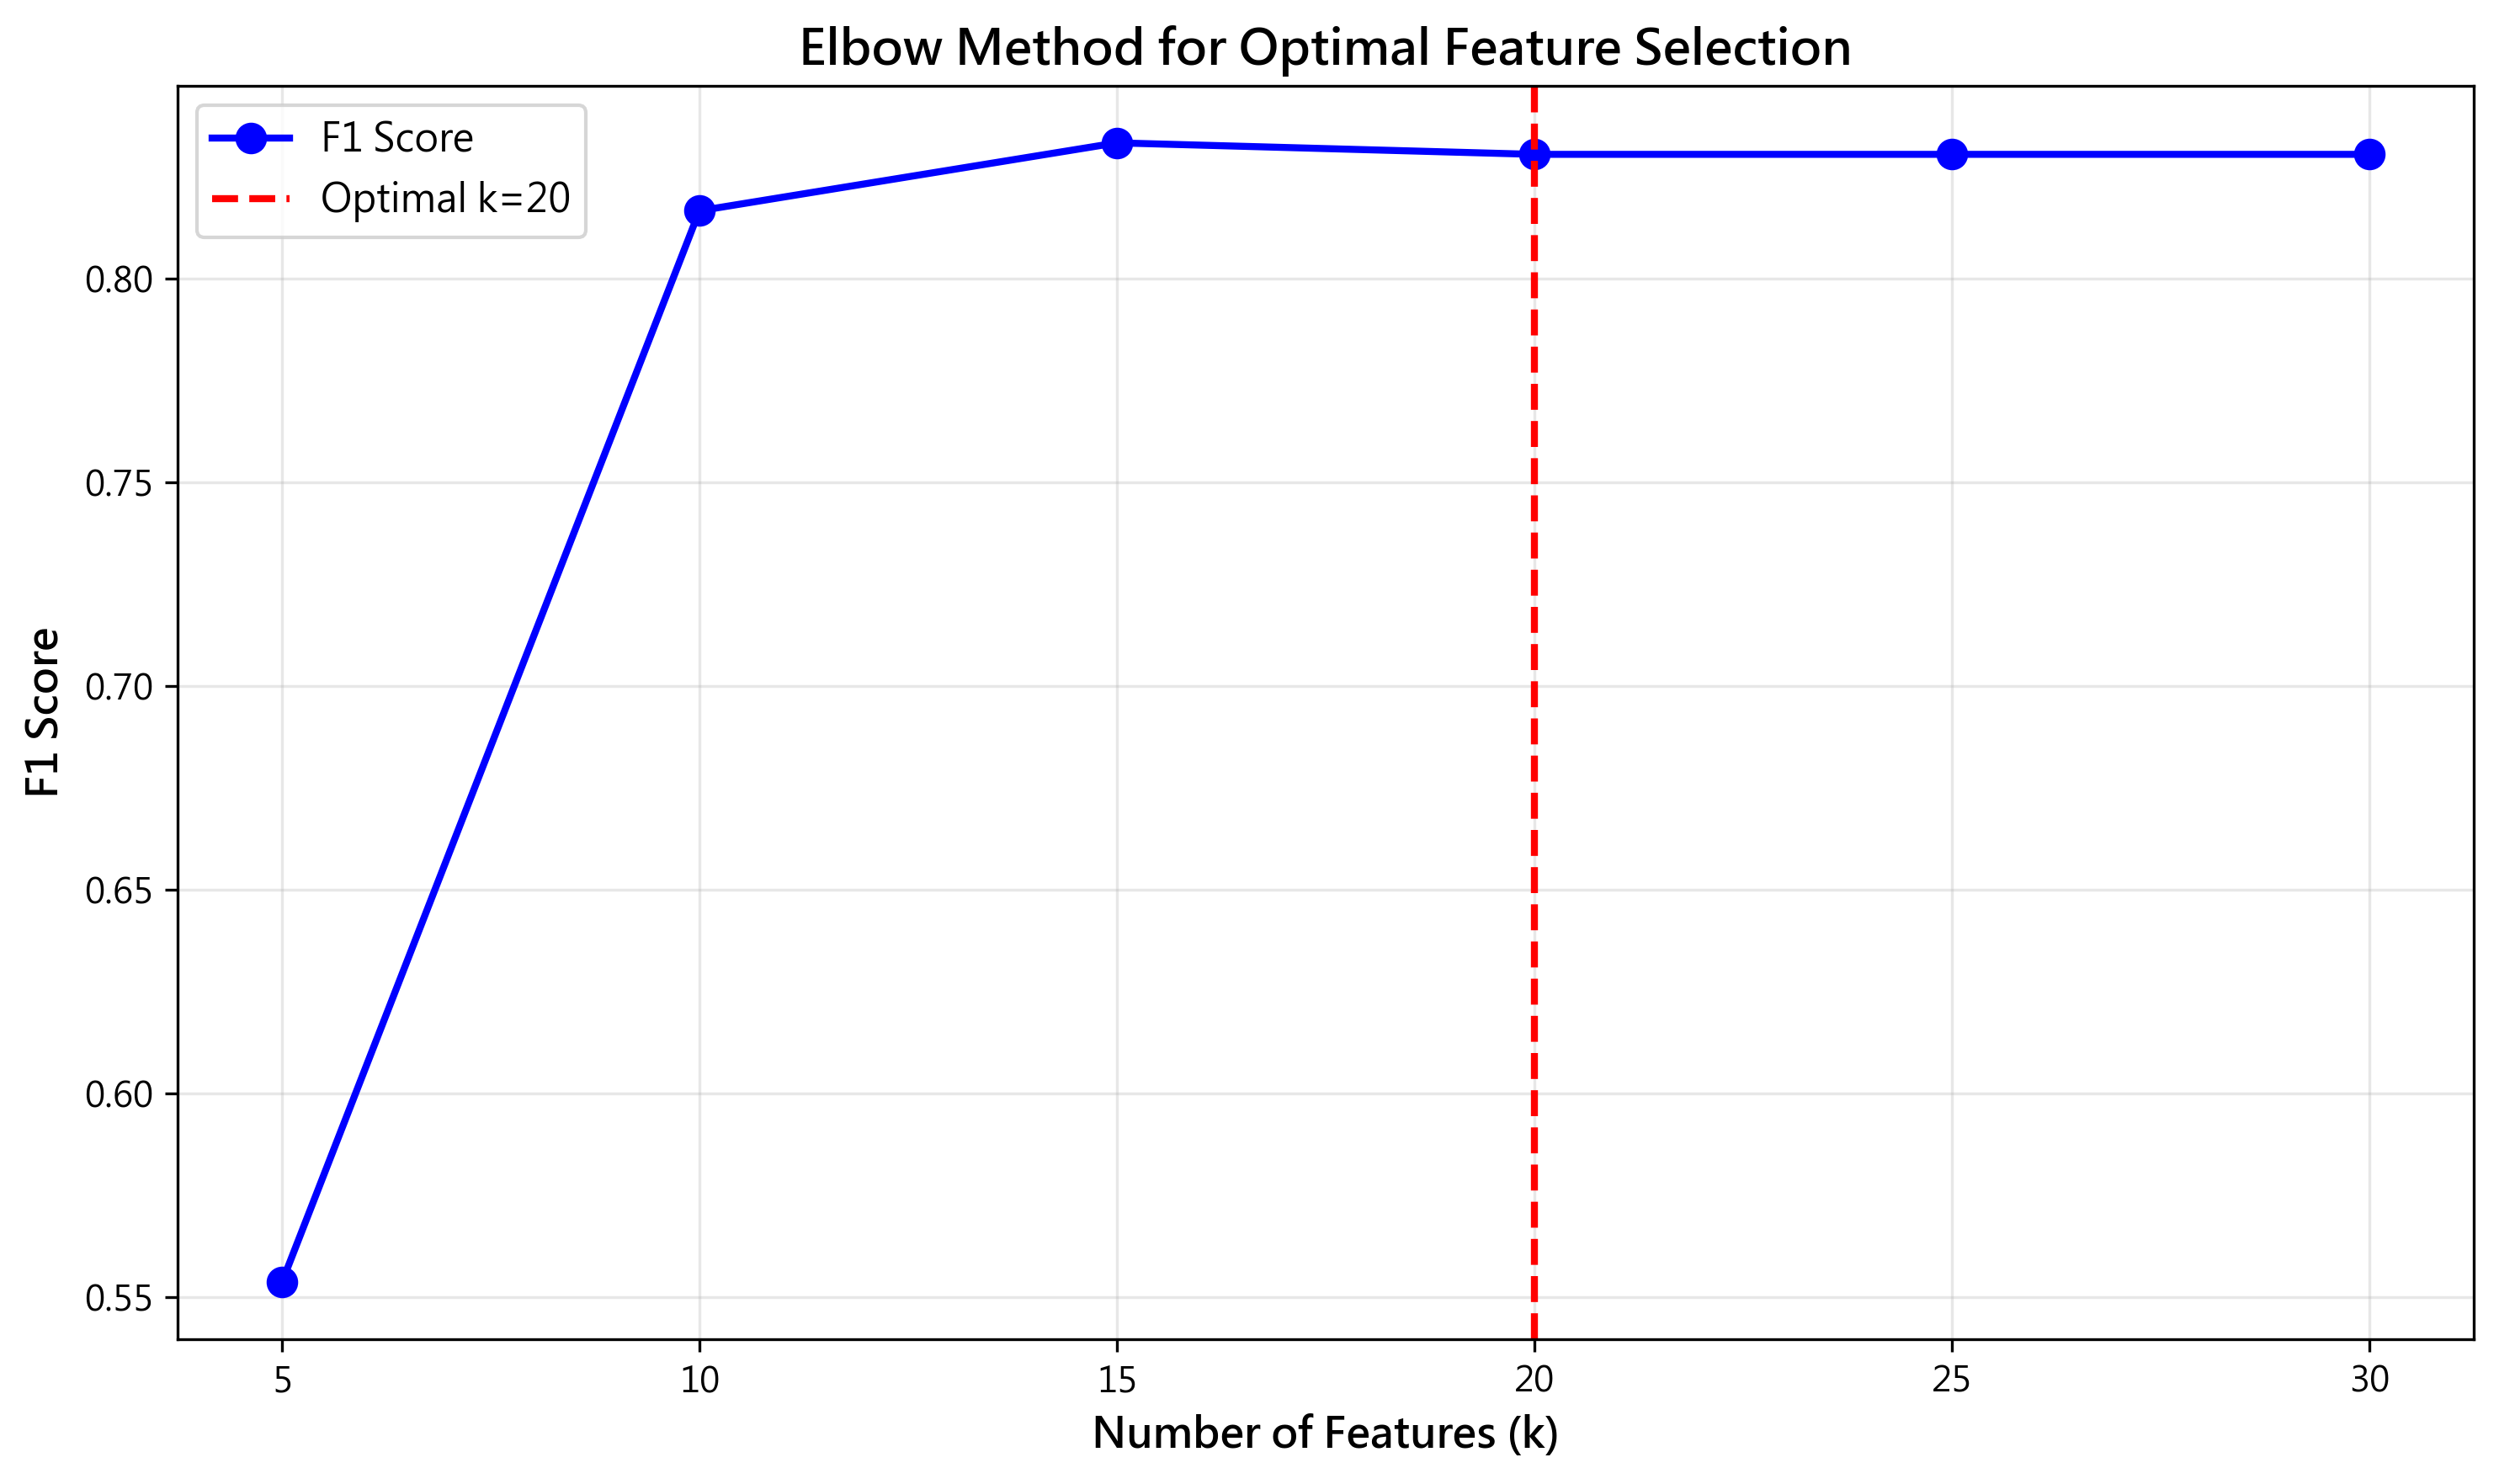 Elbow Method for Optimal Feature Selection
F1 Score
Optimal k=20
0.80
0.75
0.70
0.65
0.60
0.55
F1 Score
5 10 15 20 25 30
Number of Features (k)